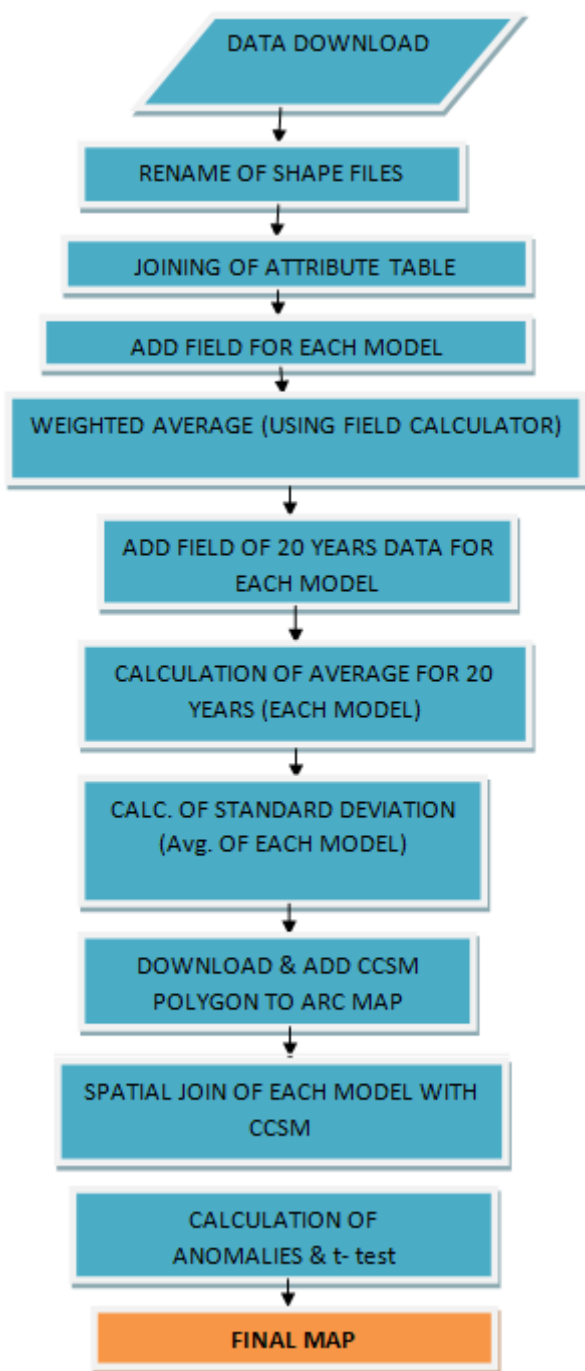 DATA DOWNLOAD
RENAME OF SHAPE FILES
JOINING OF ATTRIBUTE TABLE
ADD FIELD FOR EACH MODEL
WEIGHTED AVERAGE (USING FIELD CALCULATOR)
ADD FIELD OF 20 YEARS DATA FOR
EACH MODEL
CALCULATION OF AVERAGE FOR 20
YEARS (EACH MODEL)
CALC. OF STANDARD DEVIATION
(Avg. OF EACH MODEL)
DOWNLOAD & ADD CCSM
POLYGON TO ARC MAP
SPATIAL JOIN OF EACH MODEL WITH
CCSM
CALCULATION OF
ANOMALIES & t- test
FINAL MAP